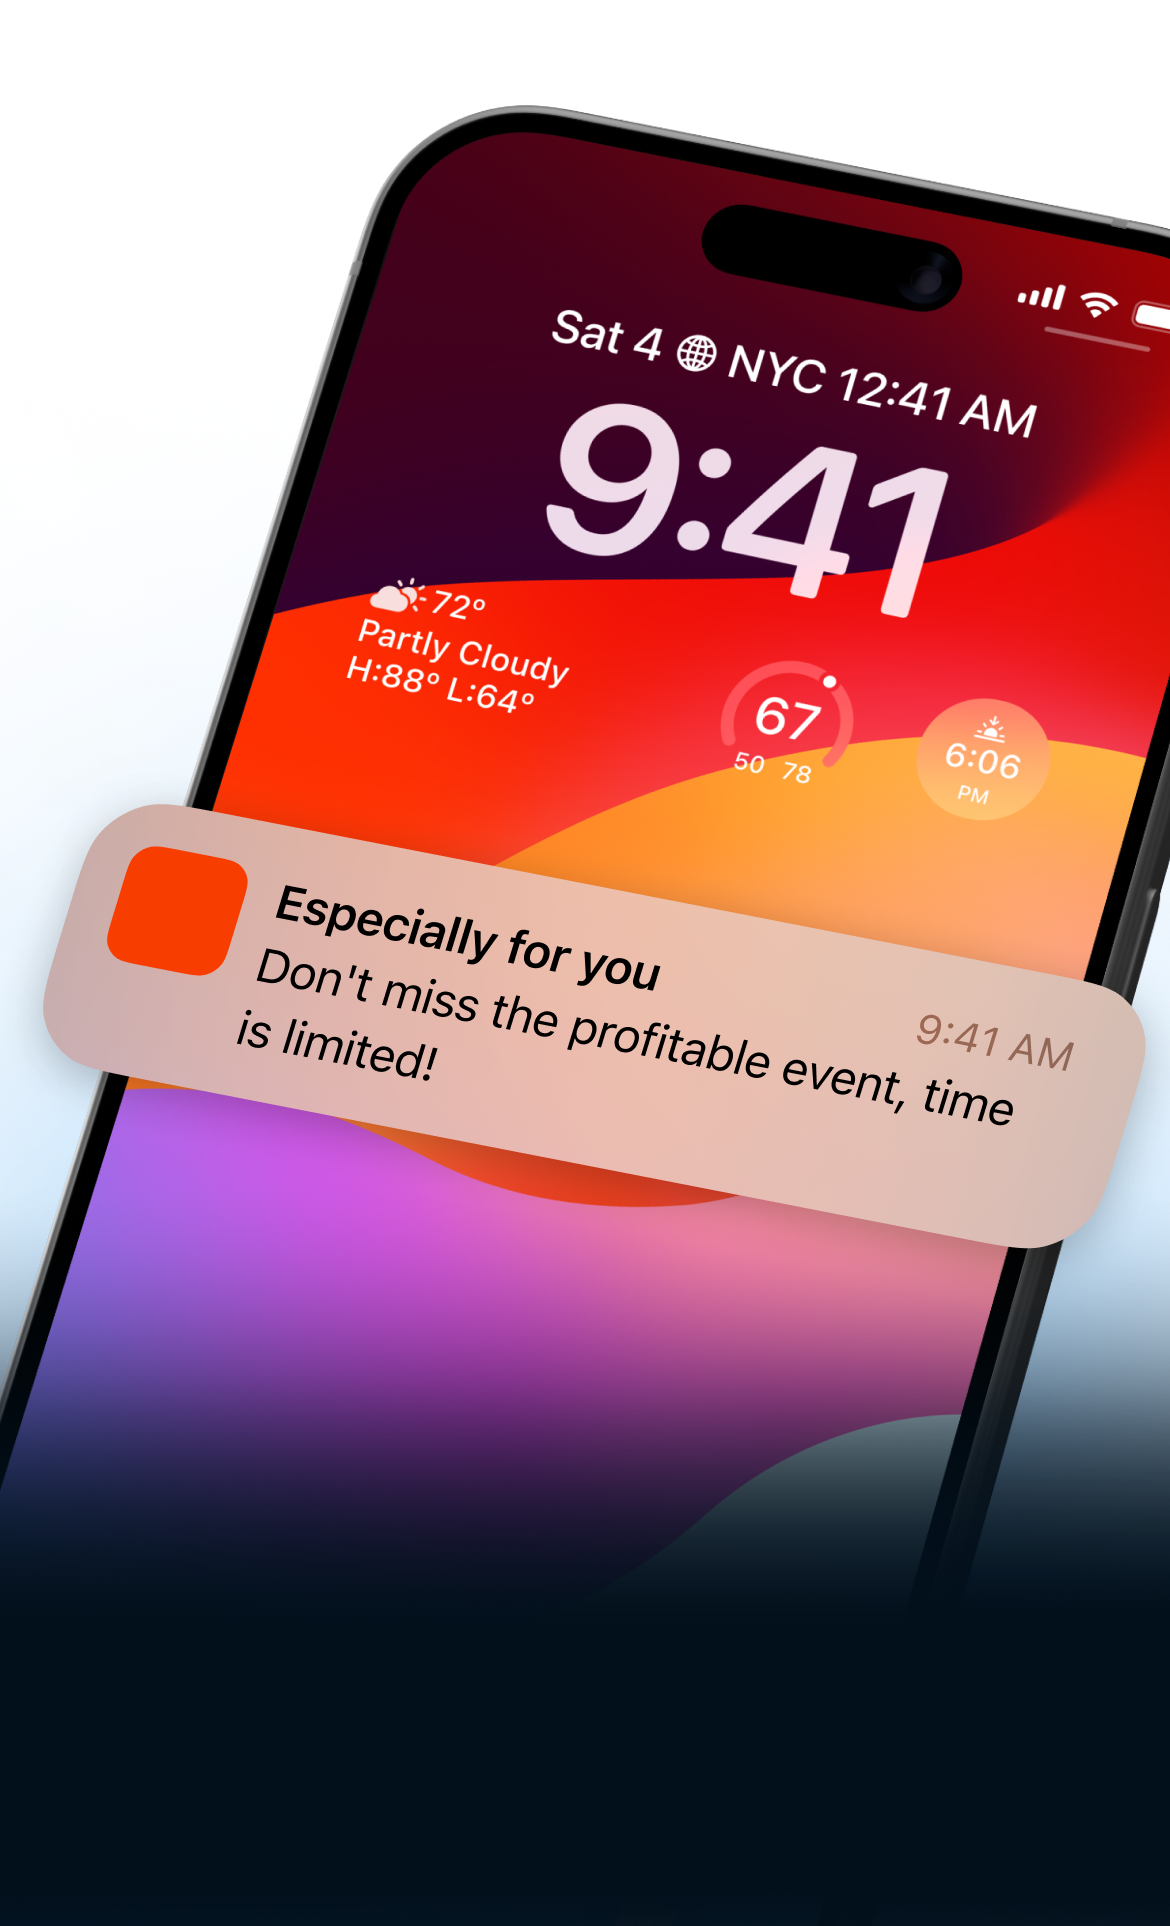 Sat 4 NYC 12:41 AM
9:41
72°
Partly Cloudy
H:88° L:64°
67
50 78
6:06
PM
Especially for you
9:41 AM
Don't miss the profitable event, time
is limited!